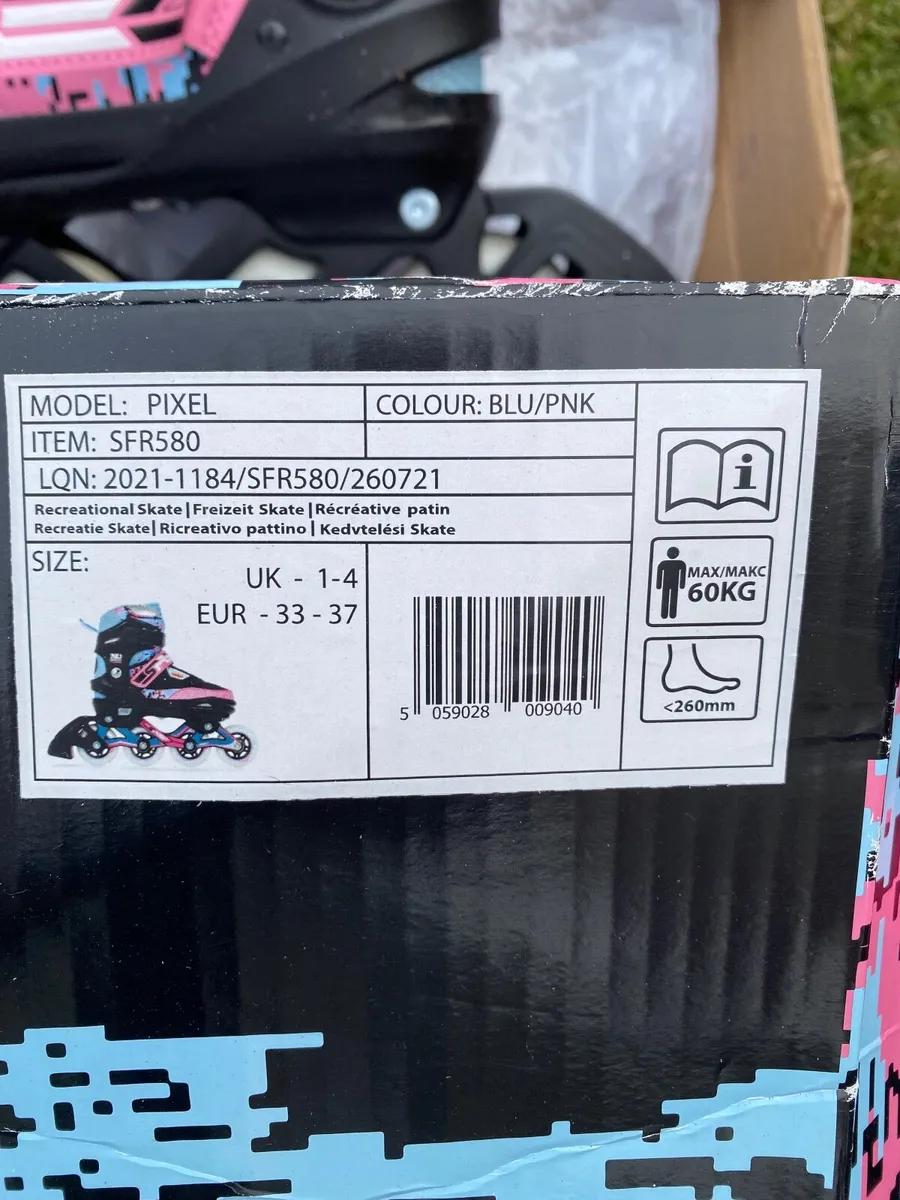 MODEL: PIXEL
COLOUR: BLU/PNK
ITEM: SFR580
LQN: 2021-1184/SFR580/260721
Recreational Skate|Freizeit Skate|Récréative patin
Recreatie Skate|Ricreativo pattino|Kedvtelési Skate
SIZE:
UK - 1-4
EUR - 33 - 37
5 059028 009040
i
MAX/МАКС
60KG
<260mm